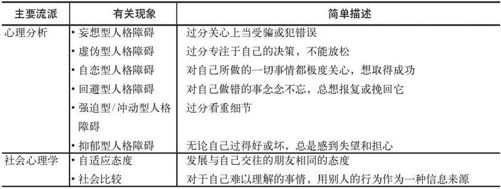 主要流派 有关现象 简单描述
心理分析 ·妄想型人格障碍 过分关心上当受骗或犯错误
·虚伪型人格障碍 过分专注于自己的决策，不能放松
·自恋型人格障碍 对自己所做的一切事情都极度关心，想取得成功
·回避型人格障碍 对自己做错的事念念不忘，总想报复或挽回它
·强迫型/冲动型人格 过分看重细节
障碍
·抑郁型人格障碍 无论自己过得好或坏，总是感到失望和担心
社会心理学 ·自适应态度 发展与自己交往的朋友相同的态度
·社会比较 对于自己难以理解的事情，用别人的行为作为一种信息来源